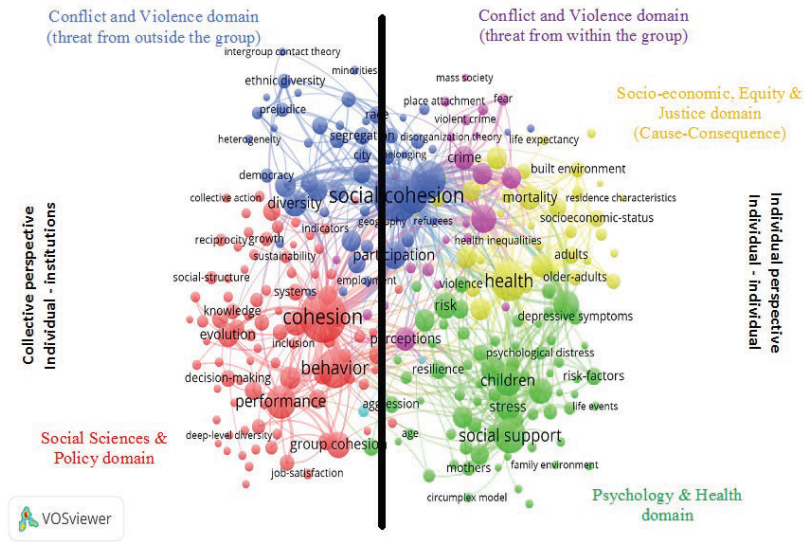 Conflict and Violence domain
(threat from outside the group)
Conflict and Violence domain
(threat from within the group)
Socio-economic, Equity &
Justice domain
(Cause-Consequence)
Collective perspective
Individual - institutions
Individual perspective
Individual - individual
intergroup contact theory
minorities
ethnic diversity
mass society
prejudice
race
place attachment
fear
violent crime
heterogeneity
segregation
disorganization theory
life expectancy
city
belonging
crime
built environment
democracy
collective action
diversity
social cohesion
mortality
residence characteristics
geography
refugees
socioeconomic-status
indicators
reciprocity
growth
health inequalities
sustainability
participation
adults
social-structure
systems
employment
violence
health
older-adults
knowledge
cohesion
risk
depressive symptoms
evolution
inclusion
perceptions
psychological distress
decision-making
behavior
resilience
children
risk-factors
performance
aggression
stress
life events
deep-level diversity
group cohesion
age
social support
job-satisfaction
mothers
family environment
circumplex model
Social Sciences &
Policy domain
Psychology & Health
domain
VOSviewer